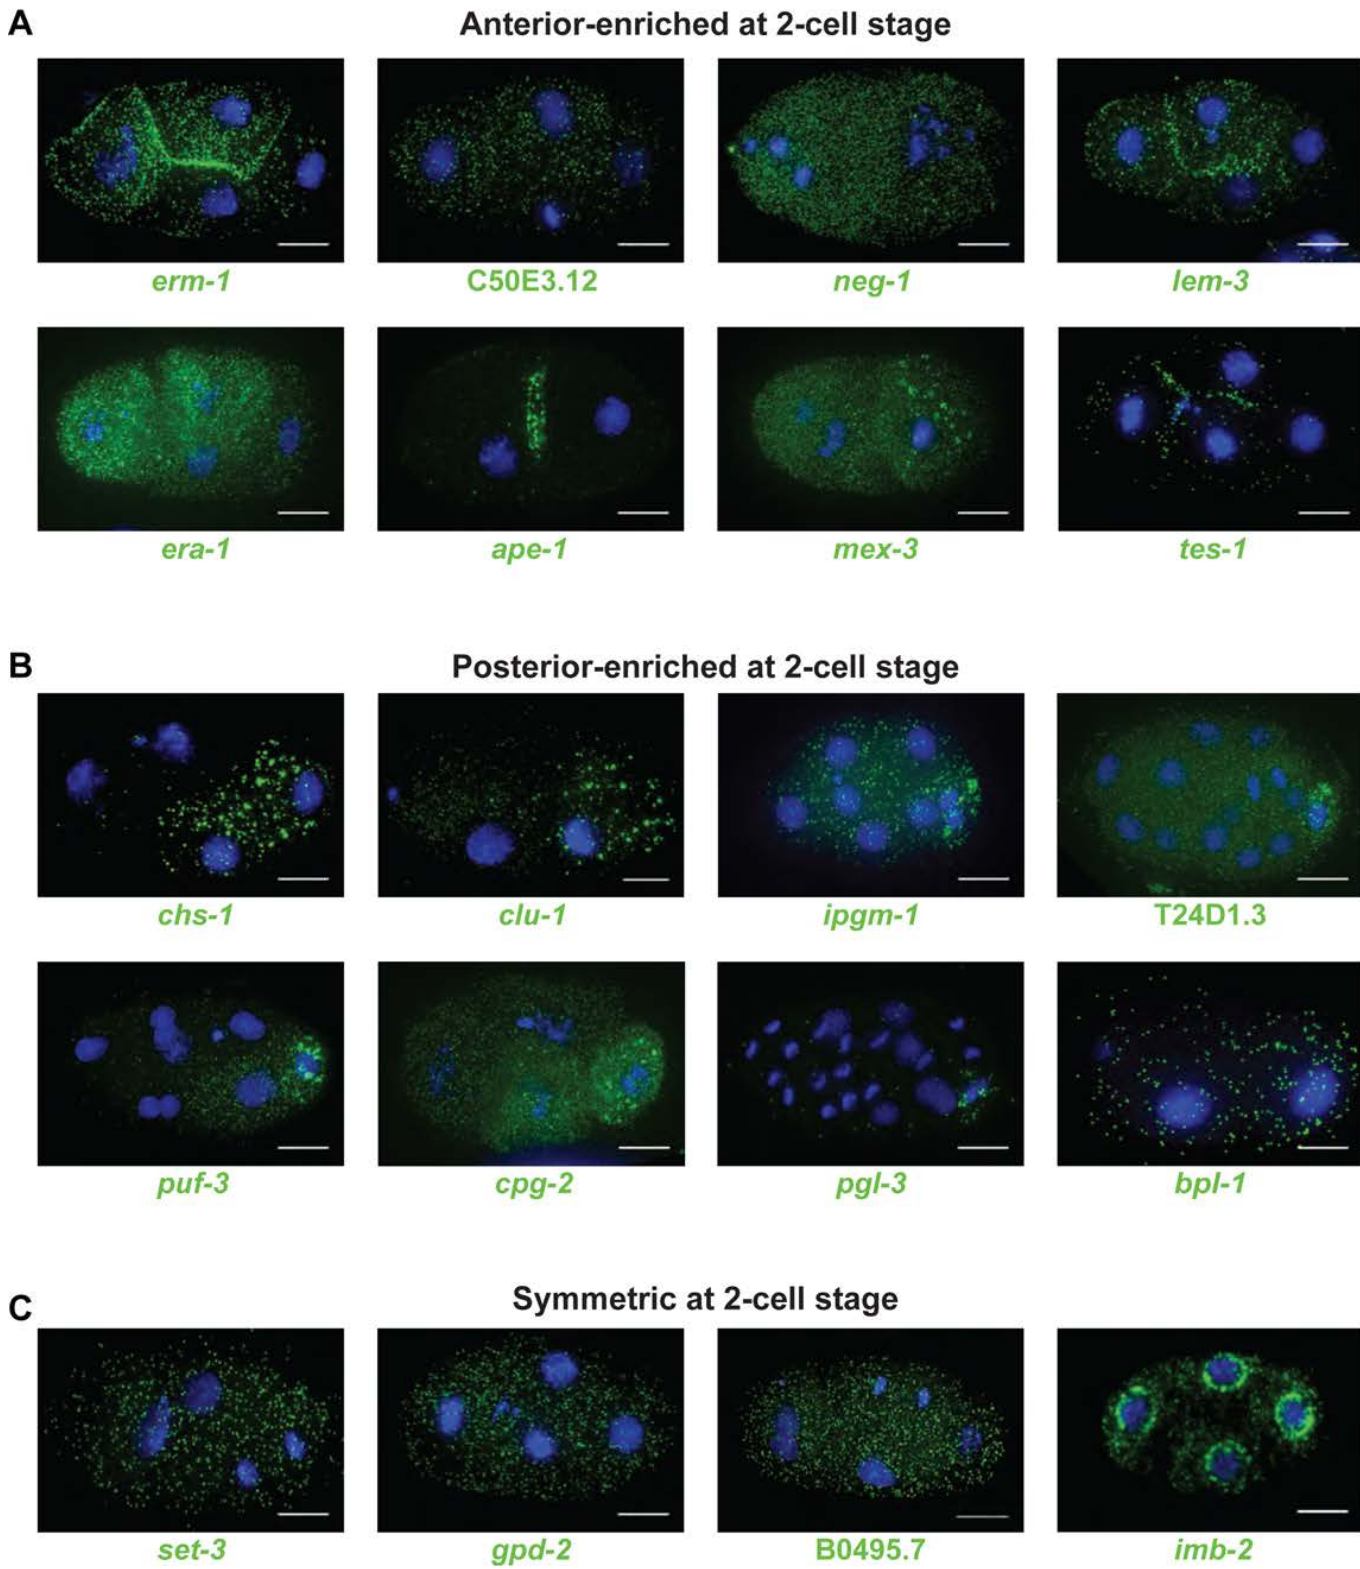 A
Anterior-enriched at 2-cell stage
erm-1
C50E3.12
neg-1
lem-3
era-1
ape-1
mex-3
tes-1
B
Posterior-enriched at 2-cell stage
chs-1
clu-1
ipgm-1
T24D1.3
puf-3
cpg-2
pgl-3
bpl-1
C
Symmetric at 2-cell stage
set-3
gpd-2
B0495.7
imb-2